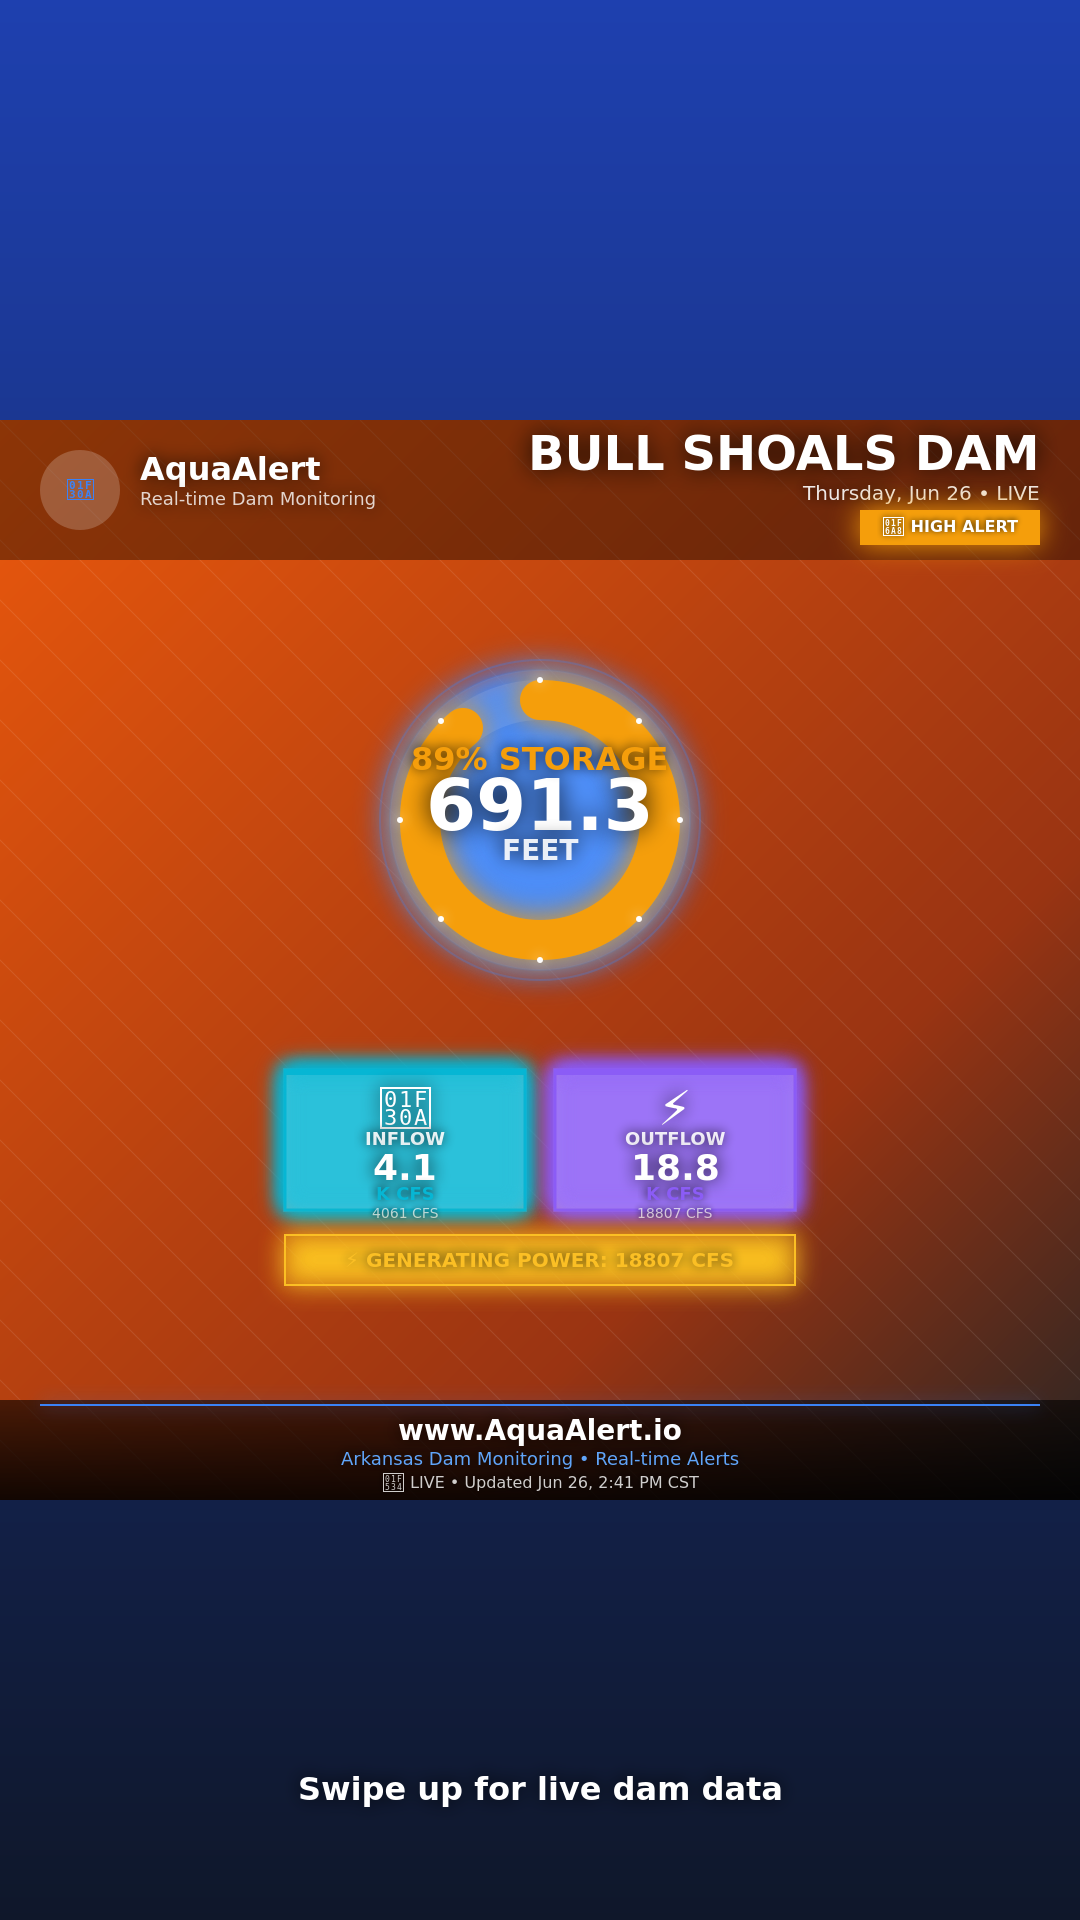 AquaAlert
Real-time Dam Monitoring
BULL SHOALS DAM
Thursday, Jun 26 • LIVE
HIGH ALERT
89% STORAGE
691.3
FEET
INFLOW
4.1
K CFS
4061 CFS
⚡
OUTFLOW
18.8
K CFS
18807 CFS
⚡ GENERATING POWER: 18807 CFS
www.AquaAlert.io
Arkansas Dam Monitoring • Real-time Alerts
LIVE • Updated Jun 26, 2:41 PM CST
Swipe up for live dam data